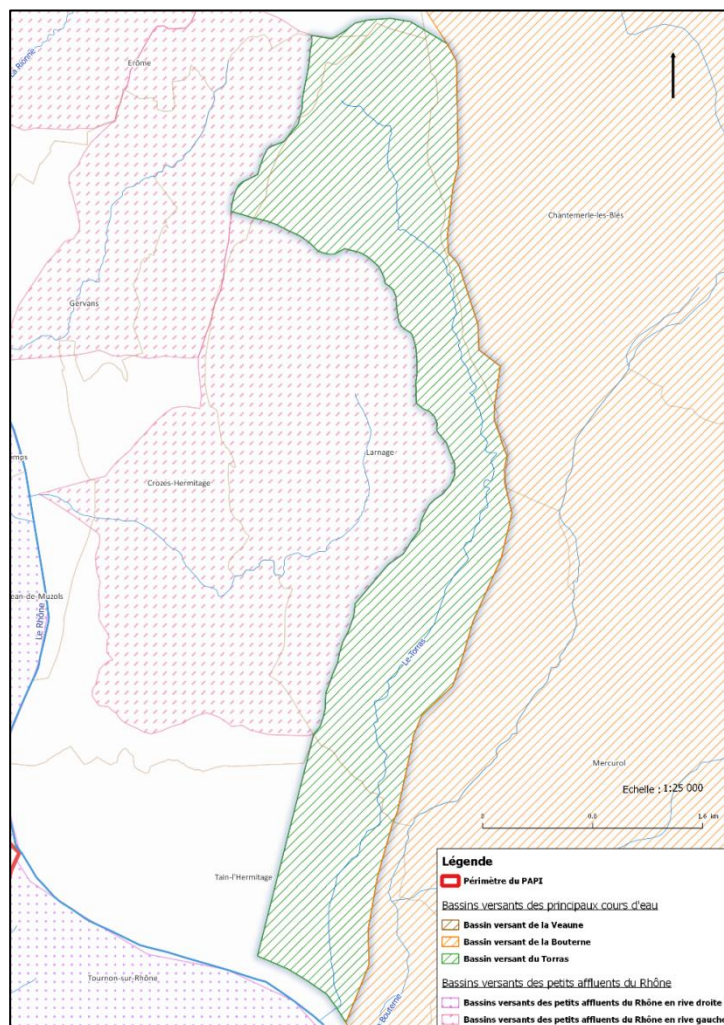 La Rionne
Erôme
Chantemerle-les-Blés
Gervans
Larnage
Crozes-Hermitage
ean-de-Muzols
Le Rhône
Le-Torras
Mercurol
Echelle : 1:25 000
0 0.8 1.6 km
Tain-l'Hermitage
Tournon-sur-Rhône
Bouterne
Légende
Périmètre du PAPI
Bassins versants des principaux cours d'eau
Bassin versant de la Veaune
Bassin versant de la Bouterne
Bassin versant du Torras
Bassins versants des petits affluents du Rhône
Bassins versants des petits affluents du Rhône en rive droite
Bassins versants des petits affluents du Rhône en rive gauche